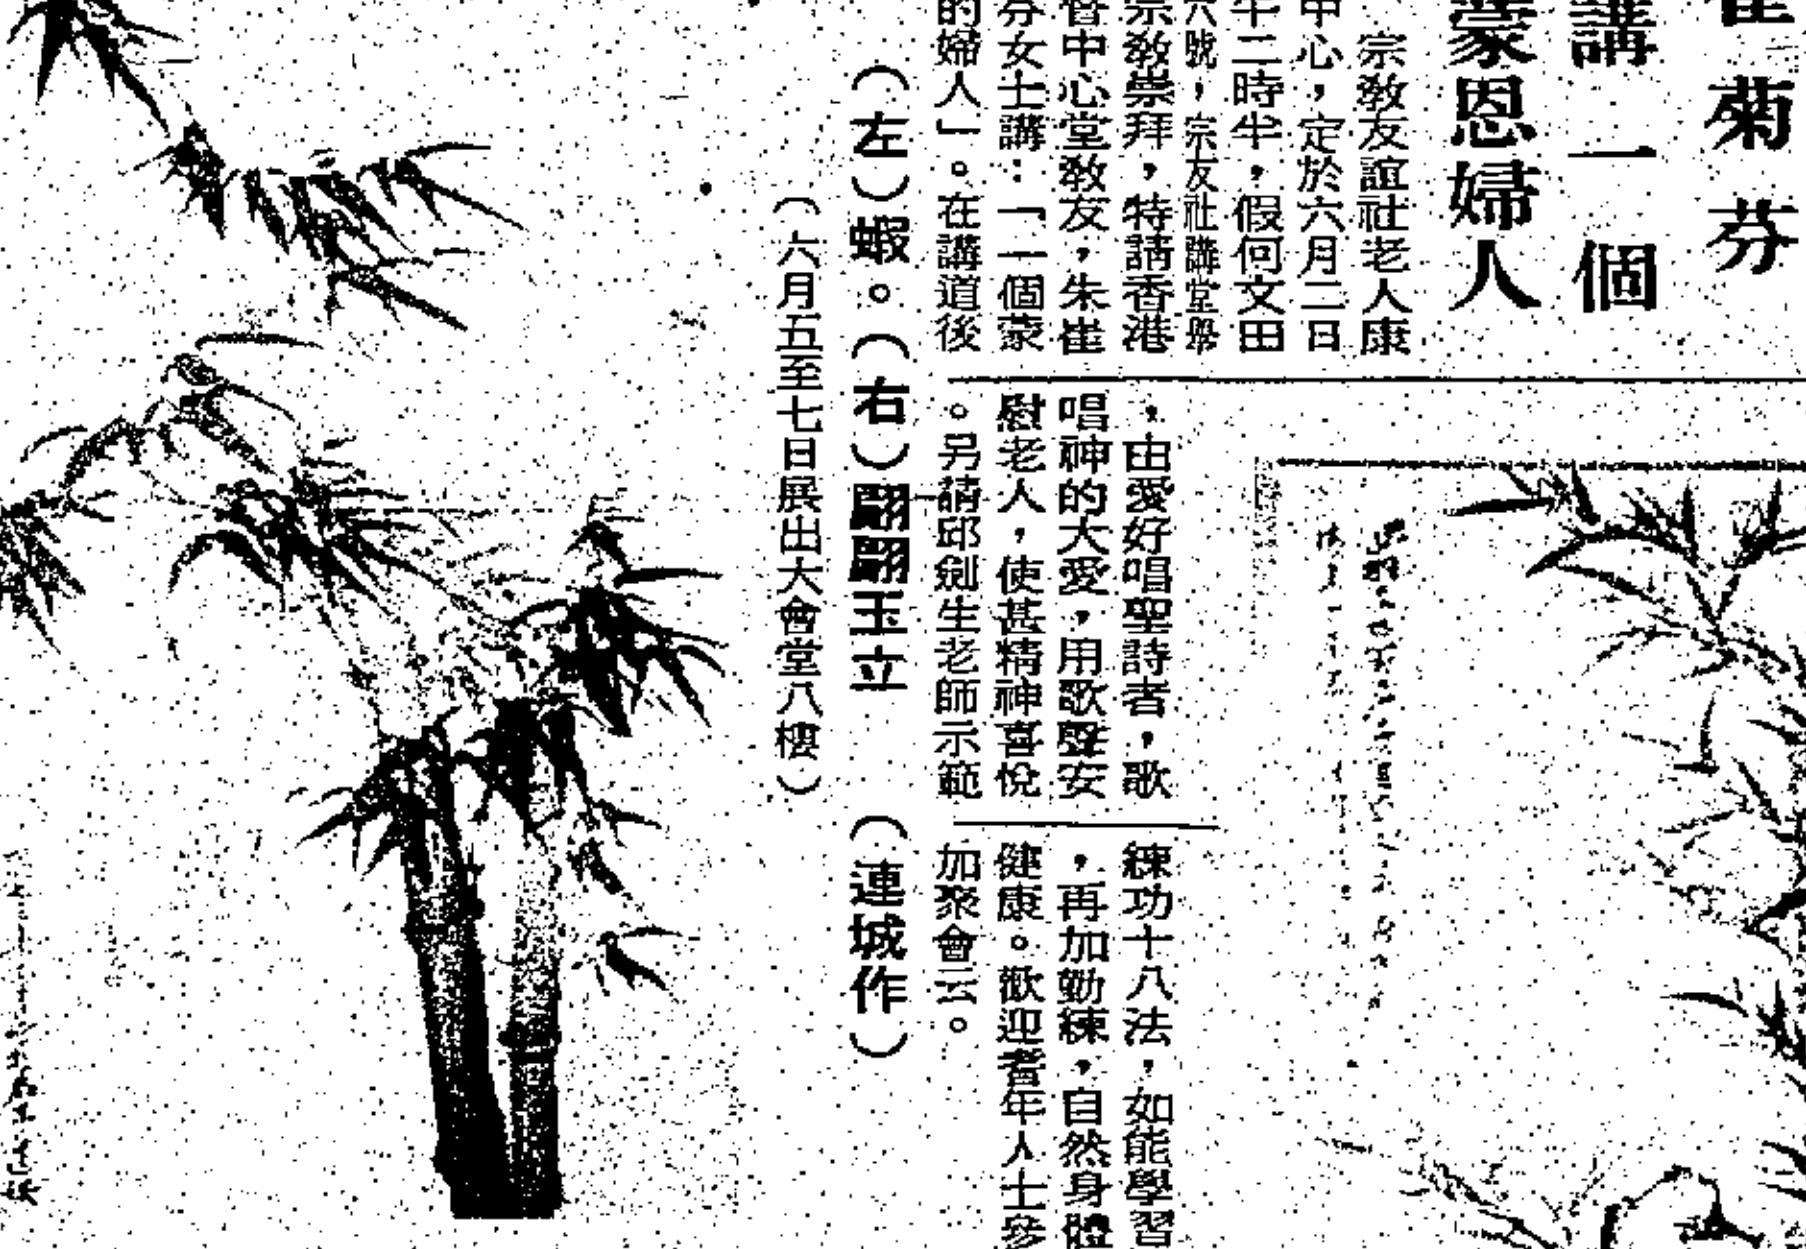 菊芬
講一個
蒙恩婦人
宗教友誼社老人康
中心，定於六月二日
午二時半，假何文田
六號，宗友社講堂舉
宗教崇拜，特請香港
督中心堂教友，朱崔
芬女士講：「一個蒙
的婦人」。在講道後
，由愛好唱聖詩者，歌
唱神的大愛，用歌聲安
慰老人，使甚精神喜悅
。另請邱劍生老師示範
練功十八法，如能學習
，再加勤練，自然身體
健康。歡迎耆年人士參
加聚會云。
（左）蝦。（右）翩翩玉立　（連城作）
（六月五至七日展出大會堂八樓）